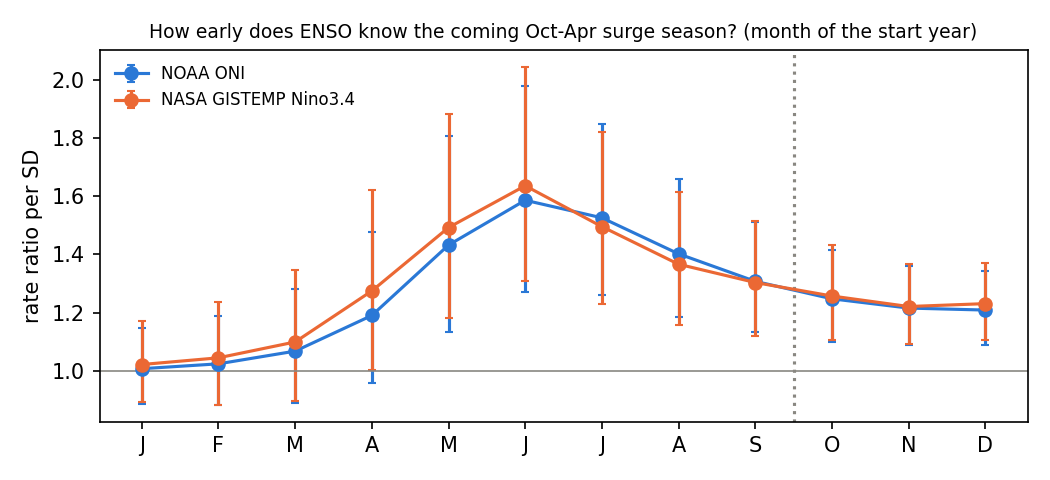 How early does ENSO know the coming Oct-Apr surge season? (month of the start year)
NOAA ONI
NASA GISTEMP Nino3.4
rate ratio per SD
2.0
1.8
1.6
1.4
1.2
1.0
J F M A M J J A S O N D